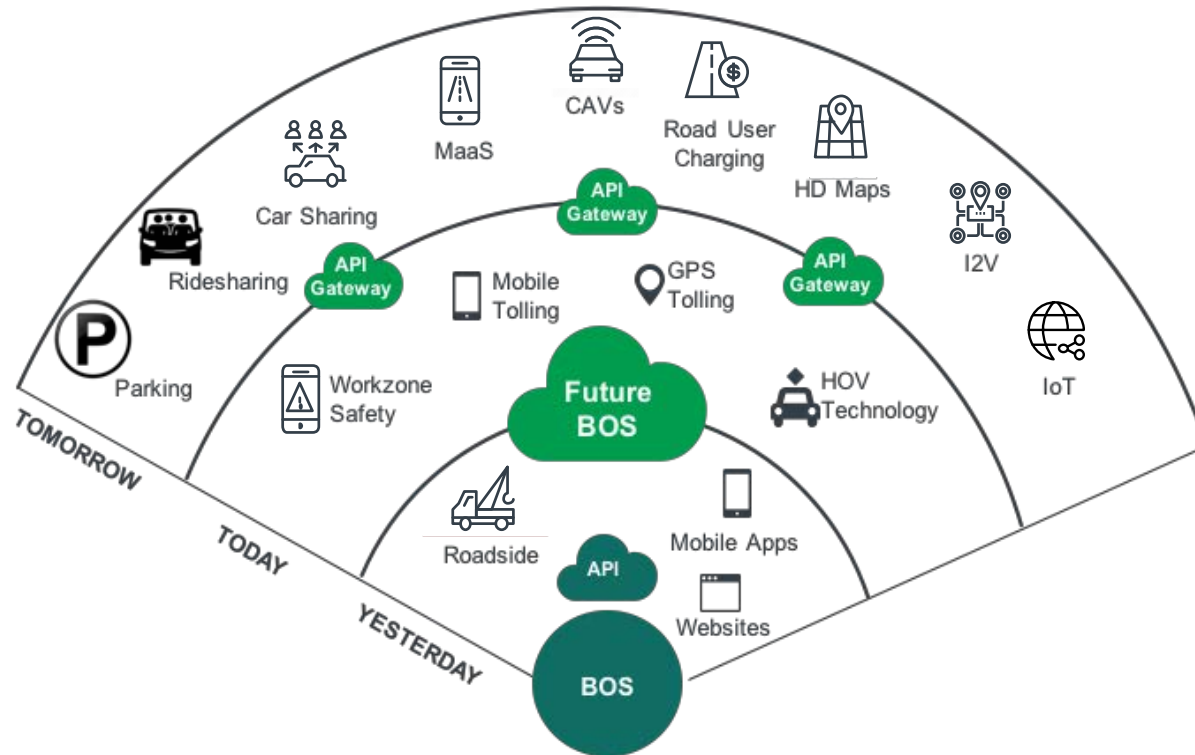 CAVs
MaaS
Road User
Charging
HD Maps
Car Sharing
I2V
Ridesharing
IoT
P
Parking
API
Gateway
API
Gateway
API
Gateway
Mobile
Tolling
GPS
Tolling
Workzone
Safety
HOV
Technology
Future
BOS
Roadside
Mobile Apps
API
Websites
BOS
TOMORROW
TODAY
YESTERDAY
$